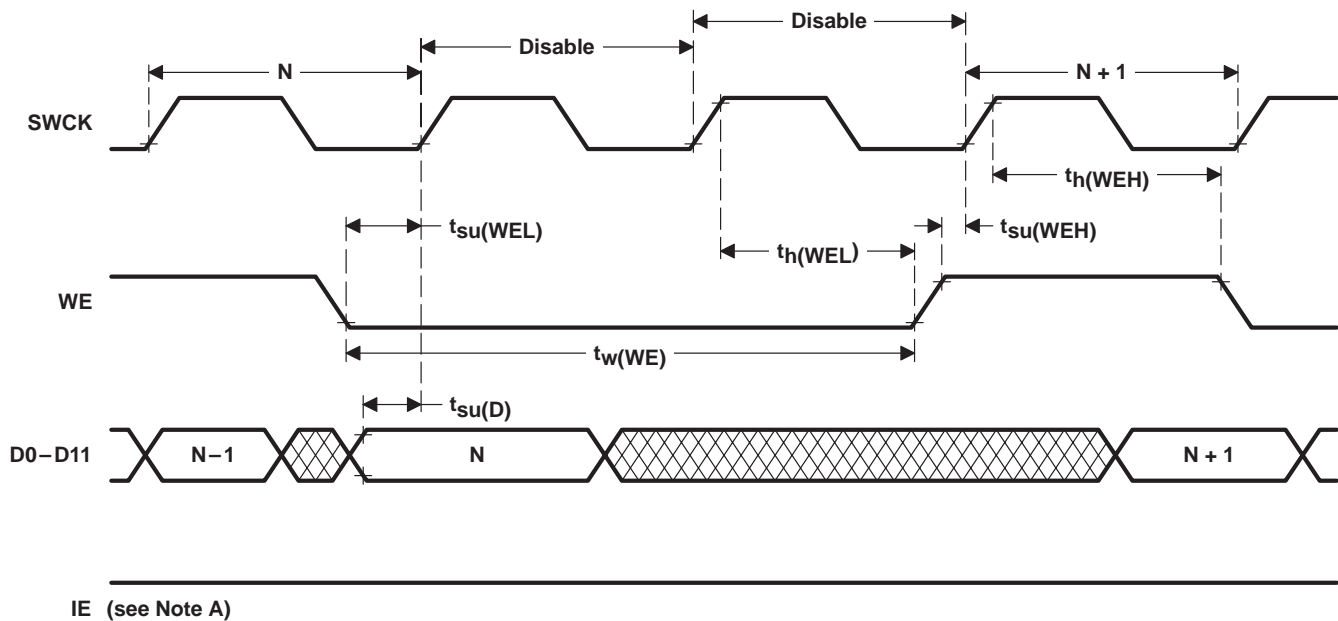 Disable
Disable
N
N + 1
SWCK
th(WEH)
tsu(WEL)
tsu(WEH)
th(WEL)
WE
tw(WE)
tsu(D)
D0–D11
N–1
N
N + 1
IE (see Note A)